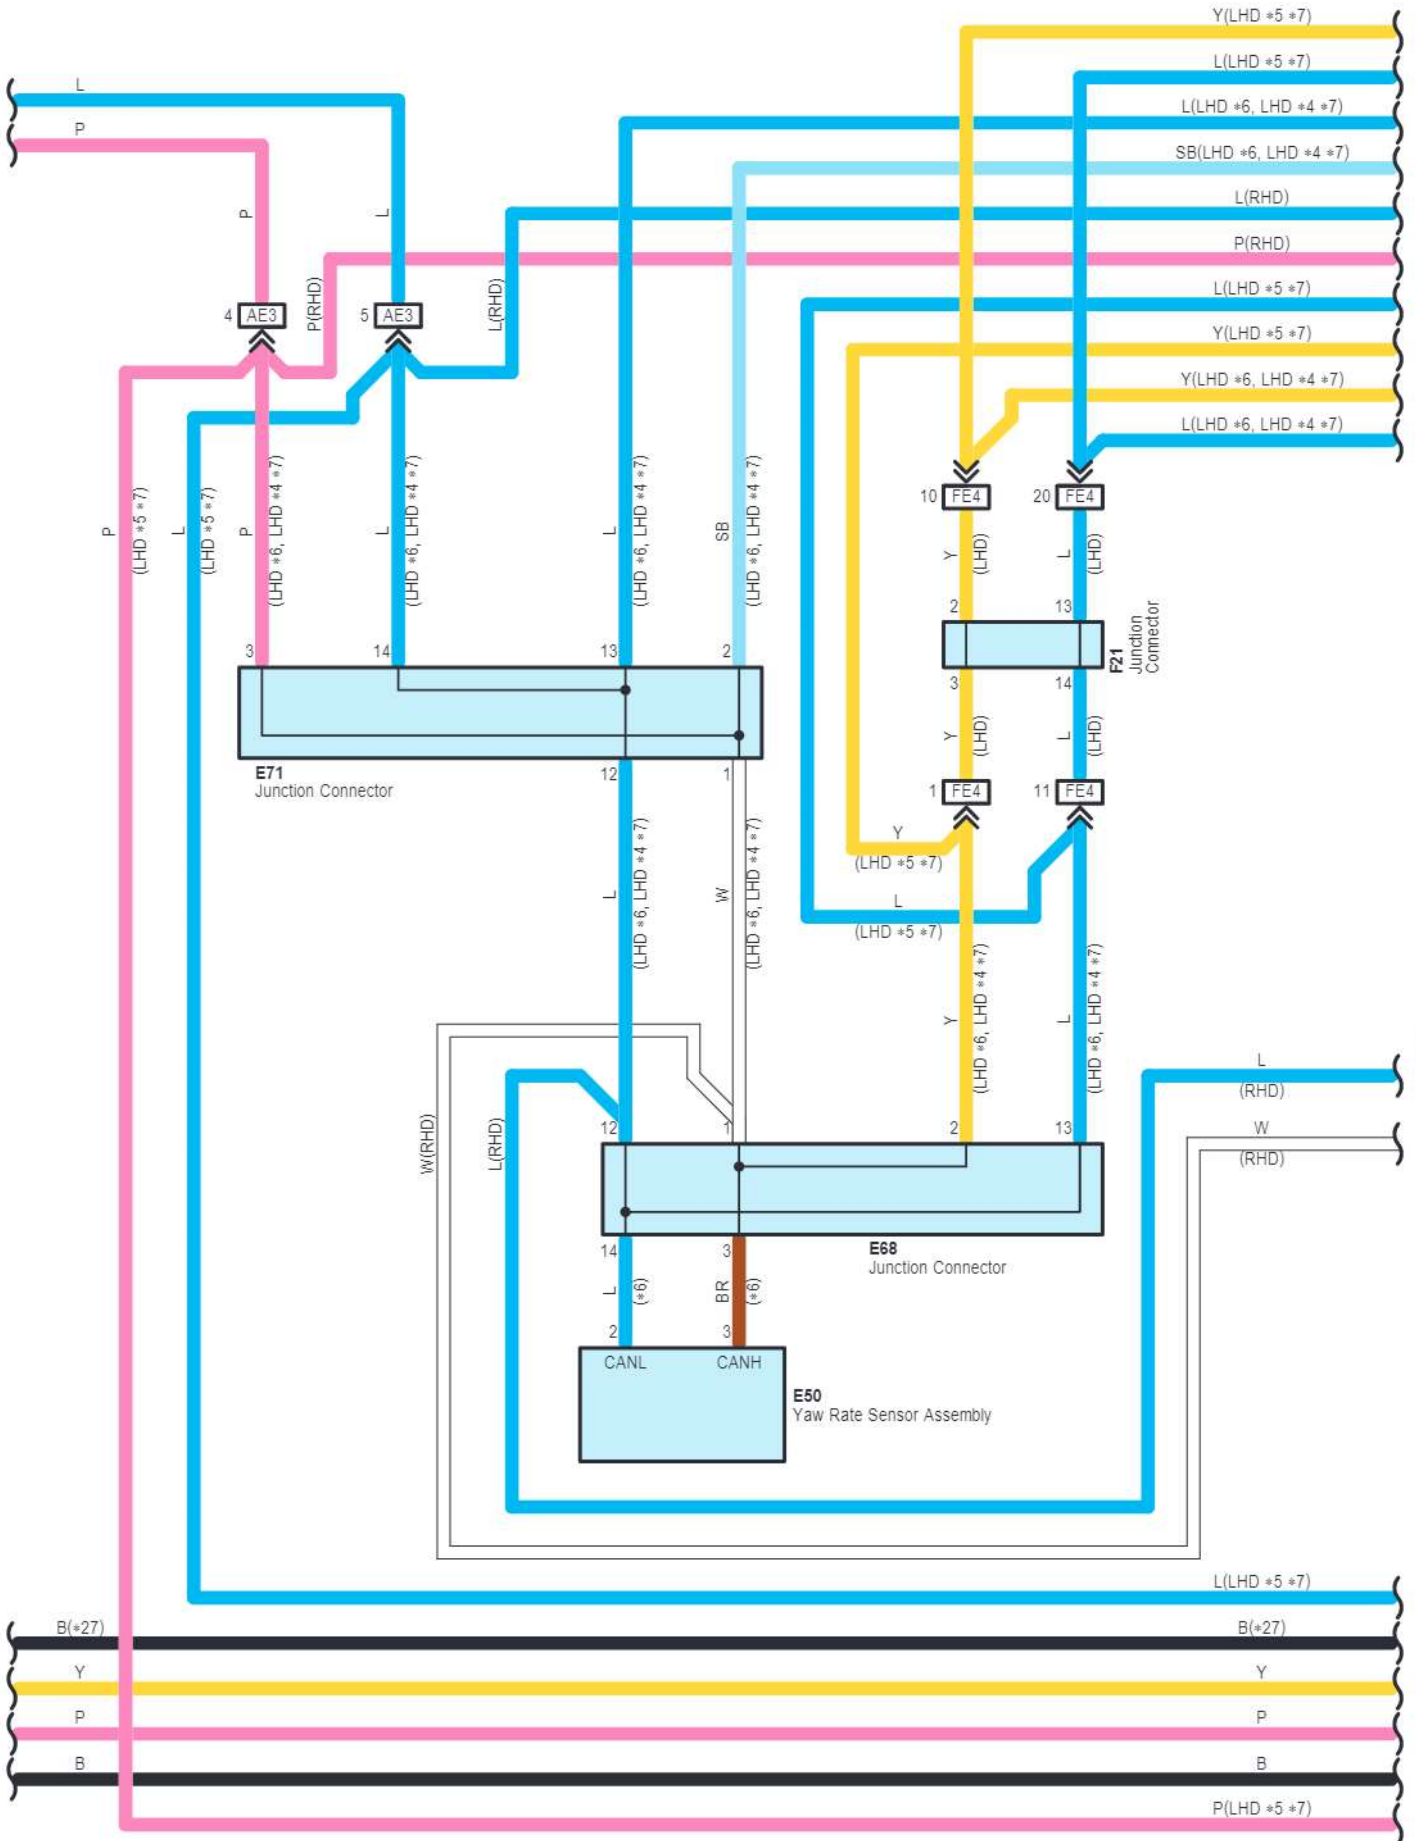 Y(LHD *5 *7)
L(LHD *5 *7)
L
L(LHD *6, LHD *4 *7)
P
SB(LHD *6, LHD *4 *7)
L(RHD)
P
L
P(RHD)
L(LHD *5 *7)
P(RHD)
L(RHD)
4 AE3
5 AE3
Y(LHD *5 *7)
Y(LHD *6, LHD *4 *7)
L(LHD *6, LHD *4 *7)
10 FE4
20 FE4
P
(LHD *5 *7)
L
(LHD *5 *7)
P
(LHD *6, LHD *4 *7)
L
(LHD *6, LHD *4 *7)
L
(LHD *6, LHD *4 *7)
SB
(LHD *6, LHD *4 *7)
Y
(LHD)
L
(LHD)
2
13
F21
Junction
Connector
3
14
13
2
3
14
Y
(LHD)
L
(LHD)
E71
Junction Connector
12
1
1 FE4
11 FE4
Y
(LHD *5 *7)
L
(LHD *6, LHD *4 *7)
W
(LHD *6, LHD *4 *7)
L
(LHD *5 *7)
Y
(LHD *6, LHD *4 *7)
L
(LHD *6, LHD *4 *7)
L
(RHD)
W(RHD)
L(RHD)
12
1
2
13
W
(RHD)
E68
Junction Connector
14
3
L
(*6)
BR
(*6)
2
3
CANL
CANH
E50
Yaw Rate Sensor Assembly
L(LHD *5 *7)
B(*27)
B(*27)
Y
Y
P
P
B
B
P(LHD *5 *7)